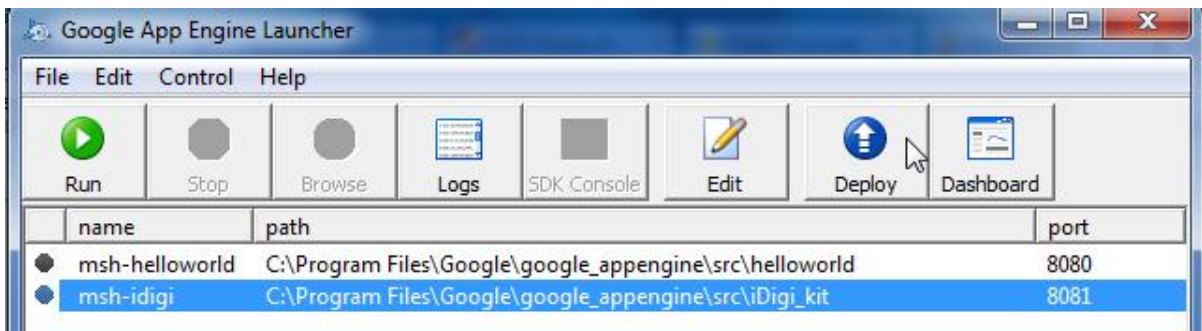 Google App Engine Launcher
File Edit Control Help
Run Stop Browse Logs SDK Console Edit Deploy Dashboard
name path port
msh-helloworld C:\Program Files\Google\google_appengine\src\helloworld 8080
msh-idigi C:\Program Files\Google\google_appengine\src\iDigi_kit 8081